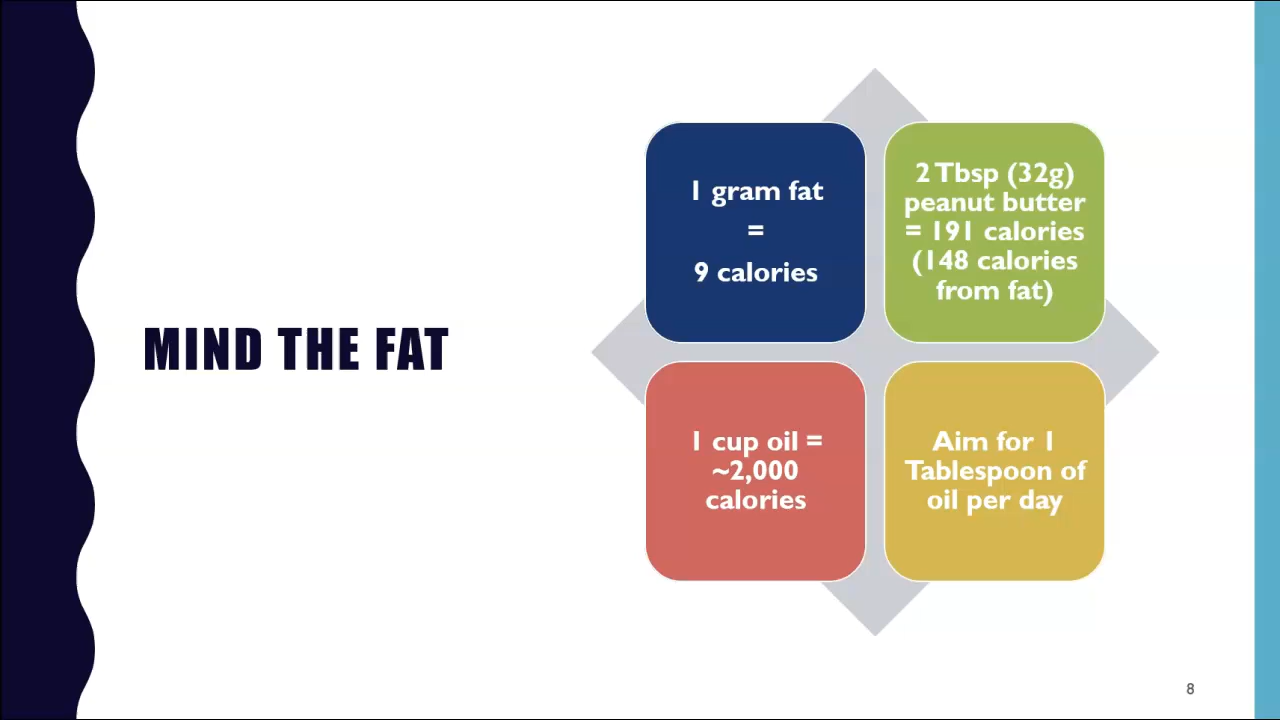 MIND THE FAT
1 gram fat
=
9 calories
2 Tbsp (32g)
peanut butter
= 191 calories
(148 calories
from fat)
1 cup oil =
~2,000
calories
Aim for 1
Tablespoon of
oil per day
8